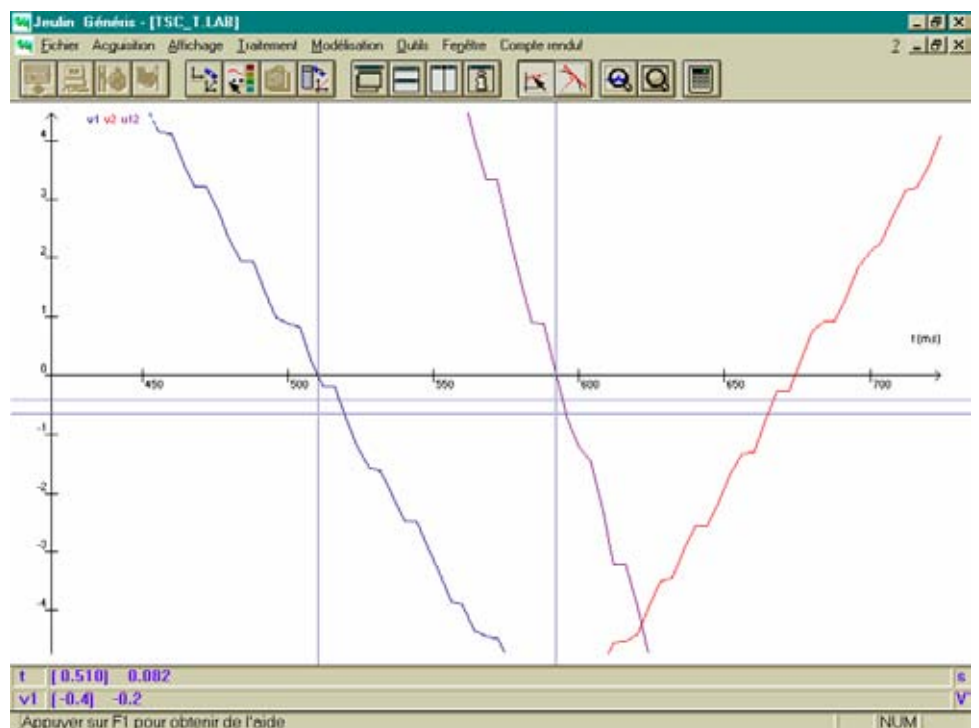 Jeulin Généris - [TSC_T.LAB]
Fichier Acquisition Affichage Traitement Modélisation Outils Fenêtre Compte rendu! ?
v1 v2 u12
4
3
2
1
t(ms)
0
450 500 550 600 650 700
-1
-2
-3
-4
t [ 0.510] 0.082 s
v1 [-0.4] -0.2 V
Appuyer sur F1 pour obtenir de l'aide NUM